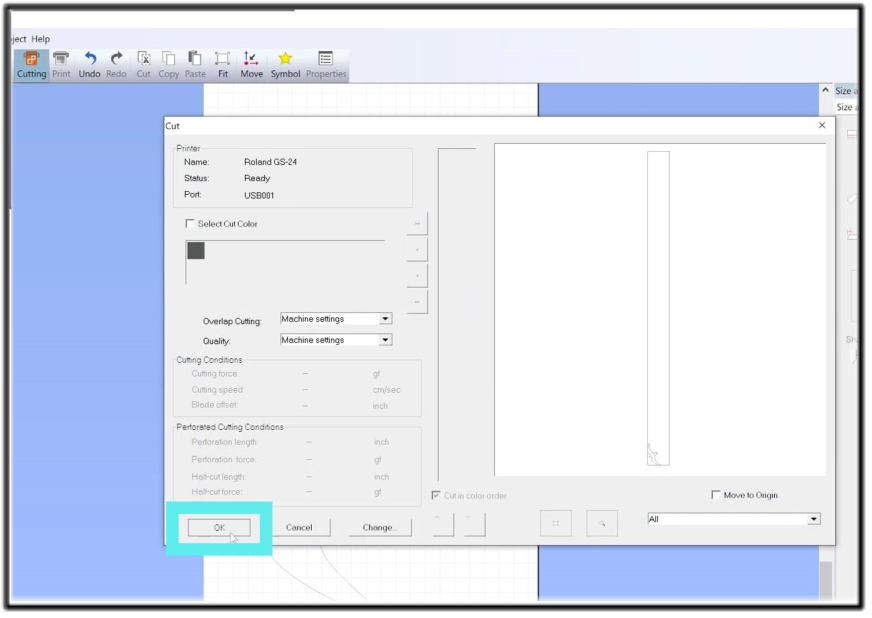 ject Help
Cutting Print Undo Redo Cut Copy Paste Fit Move Symbol Properties
Size a
Size a
Cut
Printer
Name: Roland GS-24
Status: Ready
Port: USB001
Select Cut Color
Overlap Cutting: Machine settings
Quality: Machine settings
Cutting Conditions
Cutting force: -- gf
Cutting speed: -- cm/sec
Blade offset: -- inch
Perforated Cutting Conditions
Perforation length: -- inch
Perforation force: -- gf
Half-cut length: -- inch
Half-cut force: -- gf
Cut in color order
Move to Origin
OK Cancel Change...
All
Sh